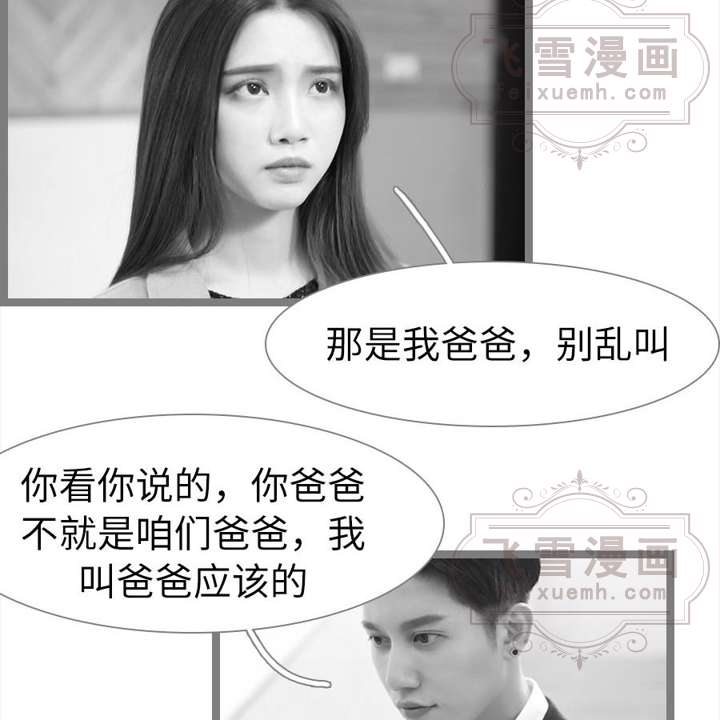 飞雪漫画
feixuemh.com
那是我爸爸，别乱叫
你看你说的，你爸爸
不就是咱们爸爸，我
叫爸爸应该的
飞雪漫画
feixuemh.com